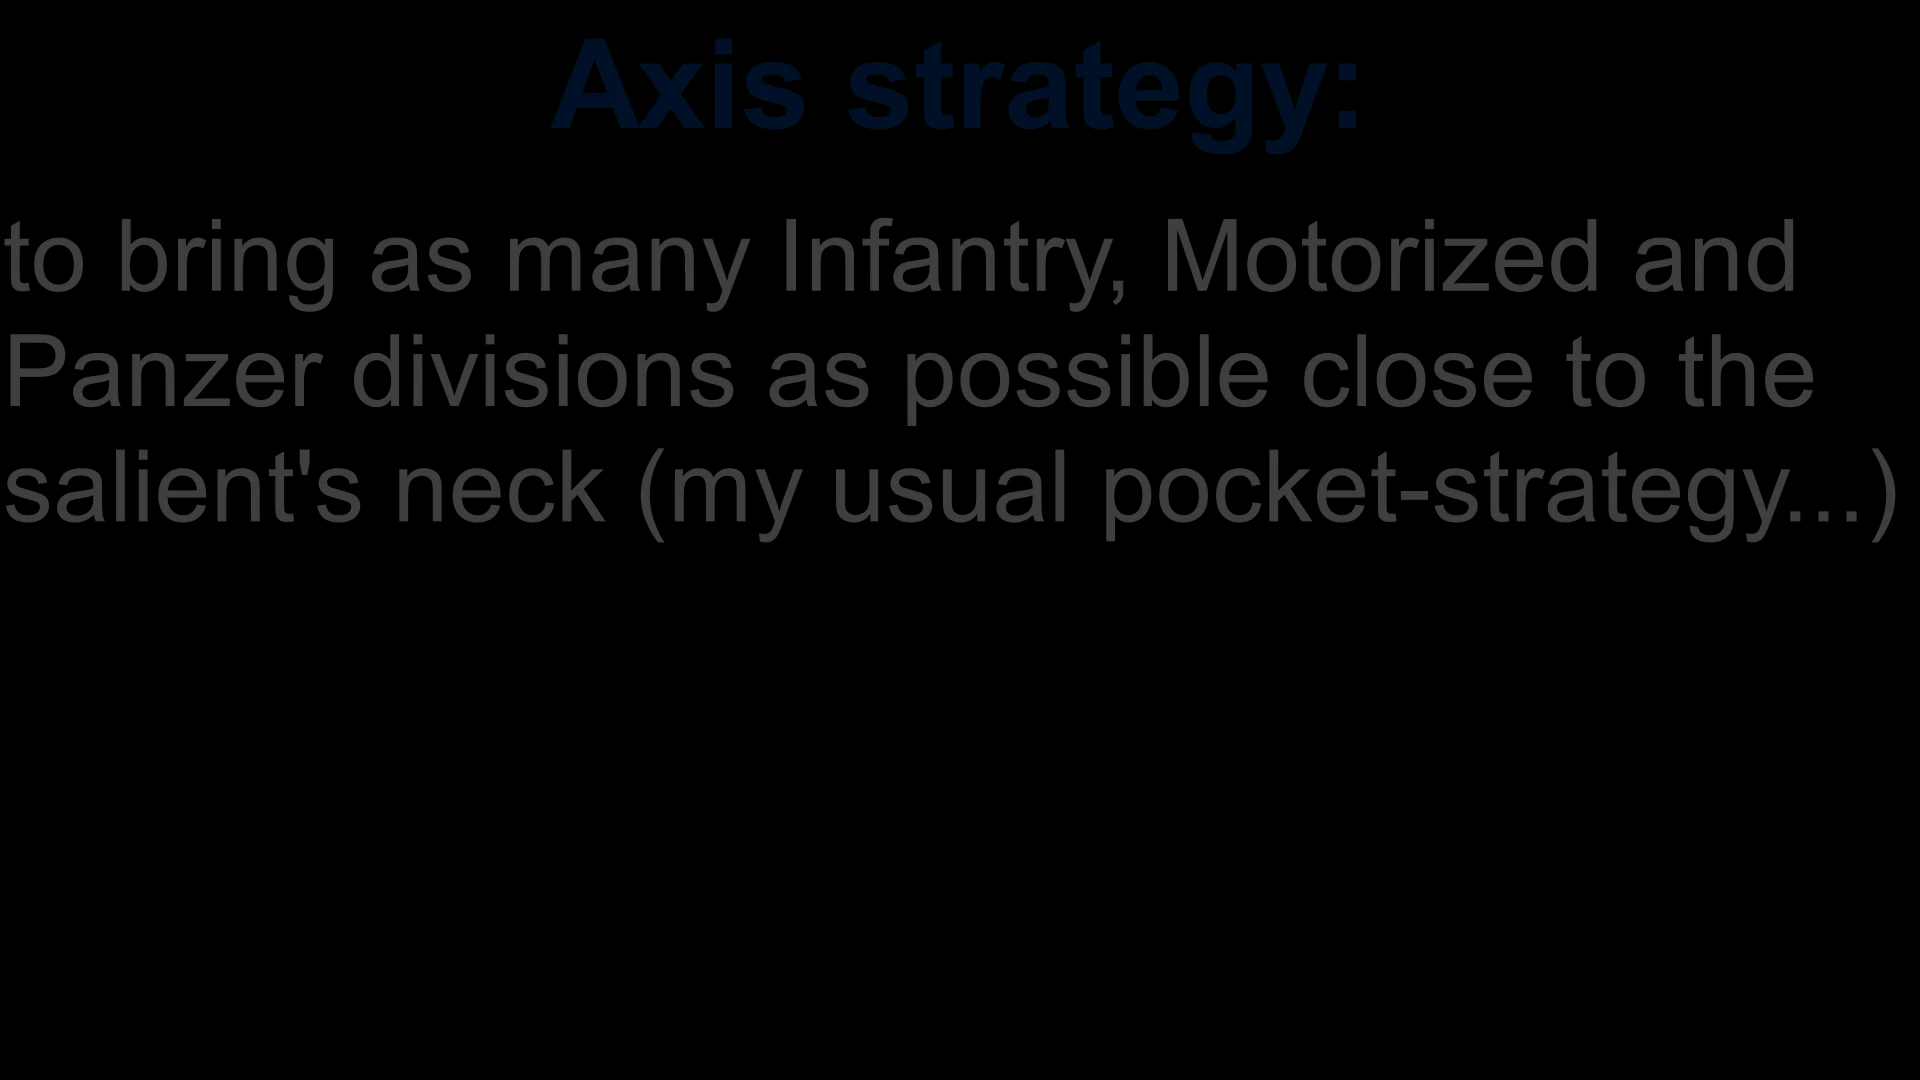 Axis strategy:
to bring as many Infantry, Motorized and
Panzer divisions as possible close to the
salient's neck (my usual pocket-strategy...)